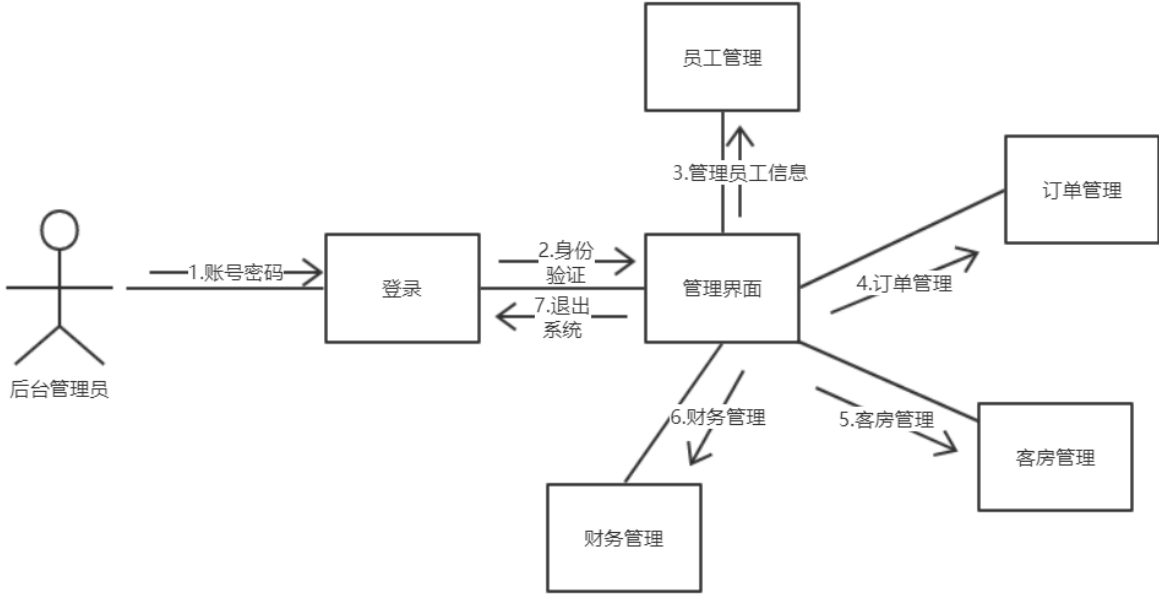 员工管理
3.管理员工信息
订单管理
1.账号密码
登录
2.身份
验证
管理界面
4.订单管理
7.退出
系统
后台管理员
6.财务管理
5.客房管理
客房管理
财务管理